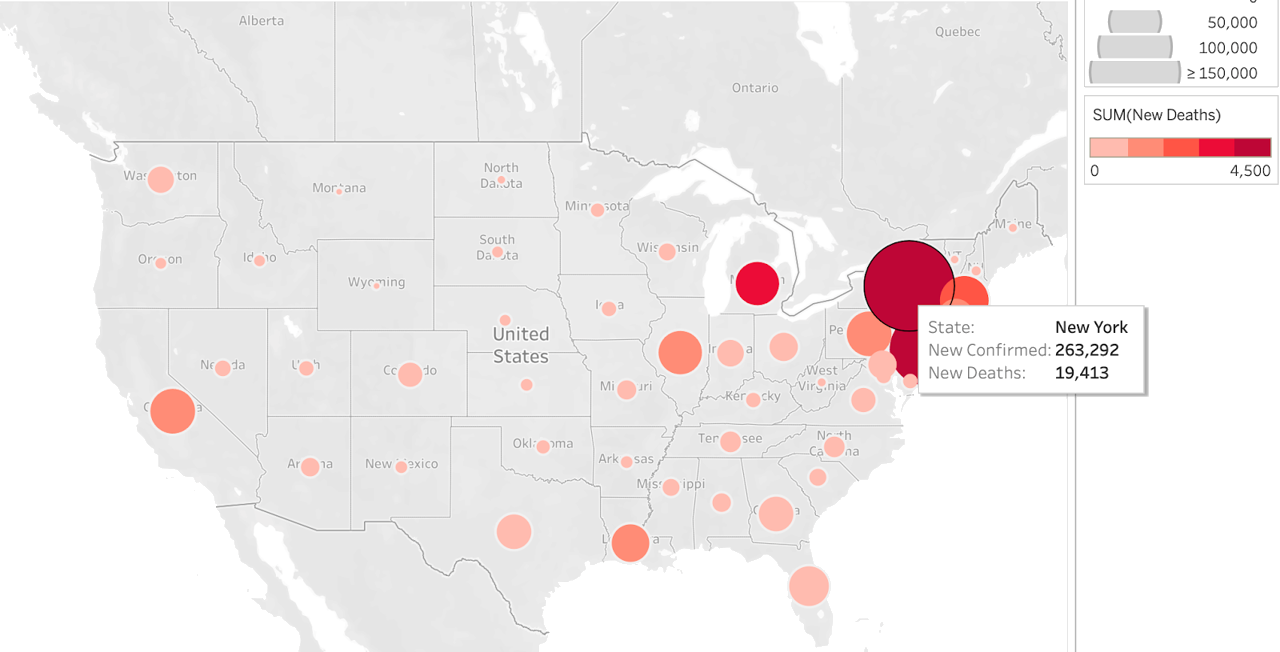 Alberta
Quebec
Ontario
50,000
100,000
≥ 150,000
SUM(New Deaths)
0
4,500
Washington
Montana
North
Dakota
Minnesota
Maine
Oregon
Idaho
South
Dakota
Wisconsin
Wyoming
Iowa
United
States
Nevada
Utah
Colorado
Missouri
Indiana
West
Virginia
Kentucky
State: New York
New Confirmed: 263,292
New Deaths: 19,413
Tennessee
North
Carolina
Oklahoma
Arkansas
Arizona
New Mexico
Mississippi